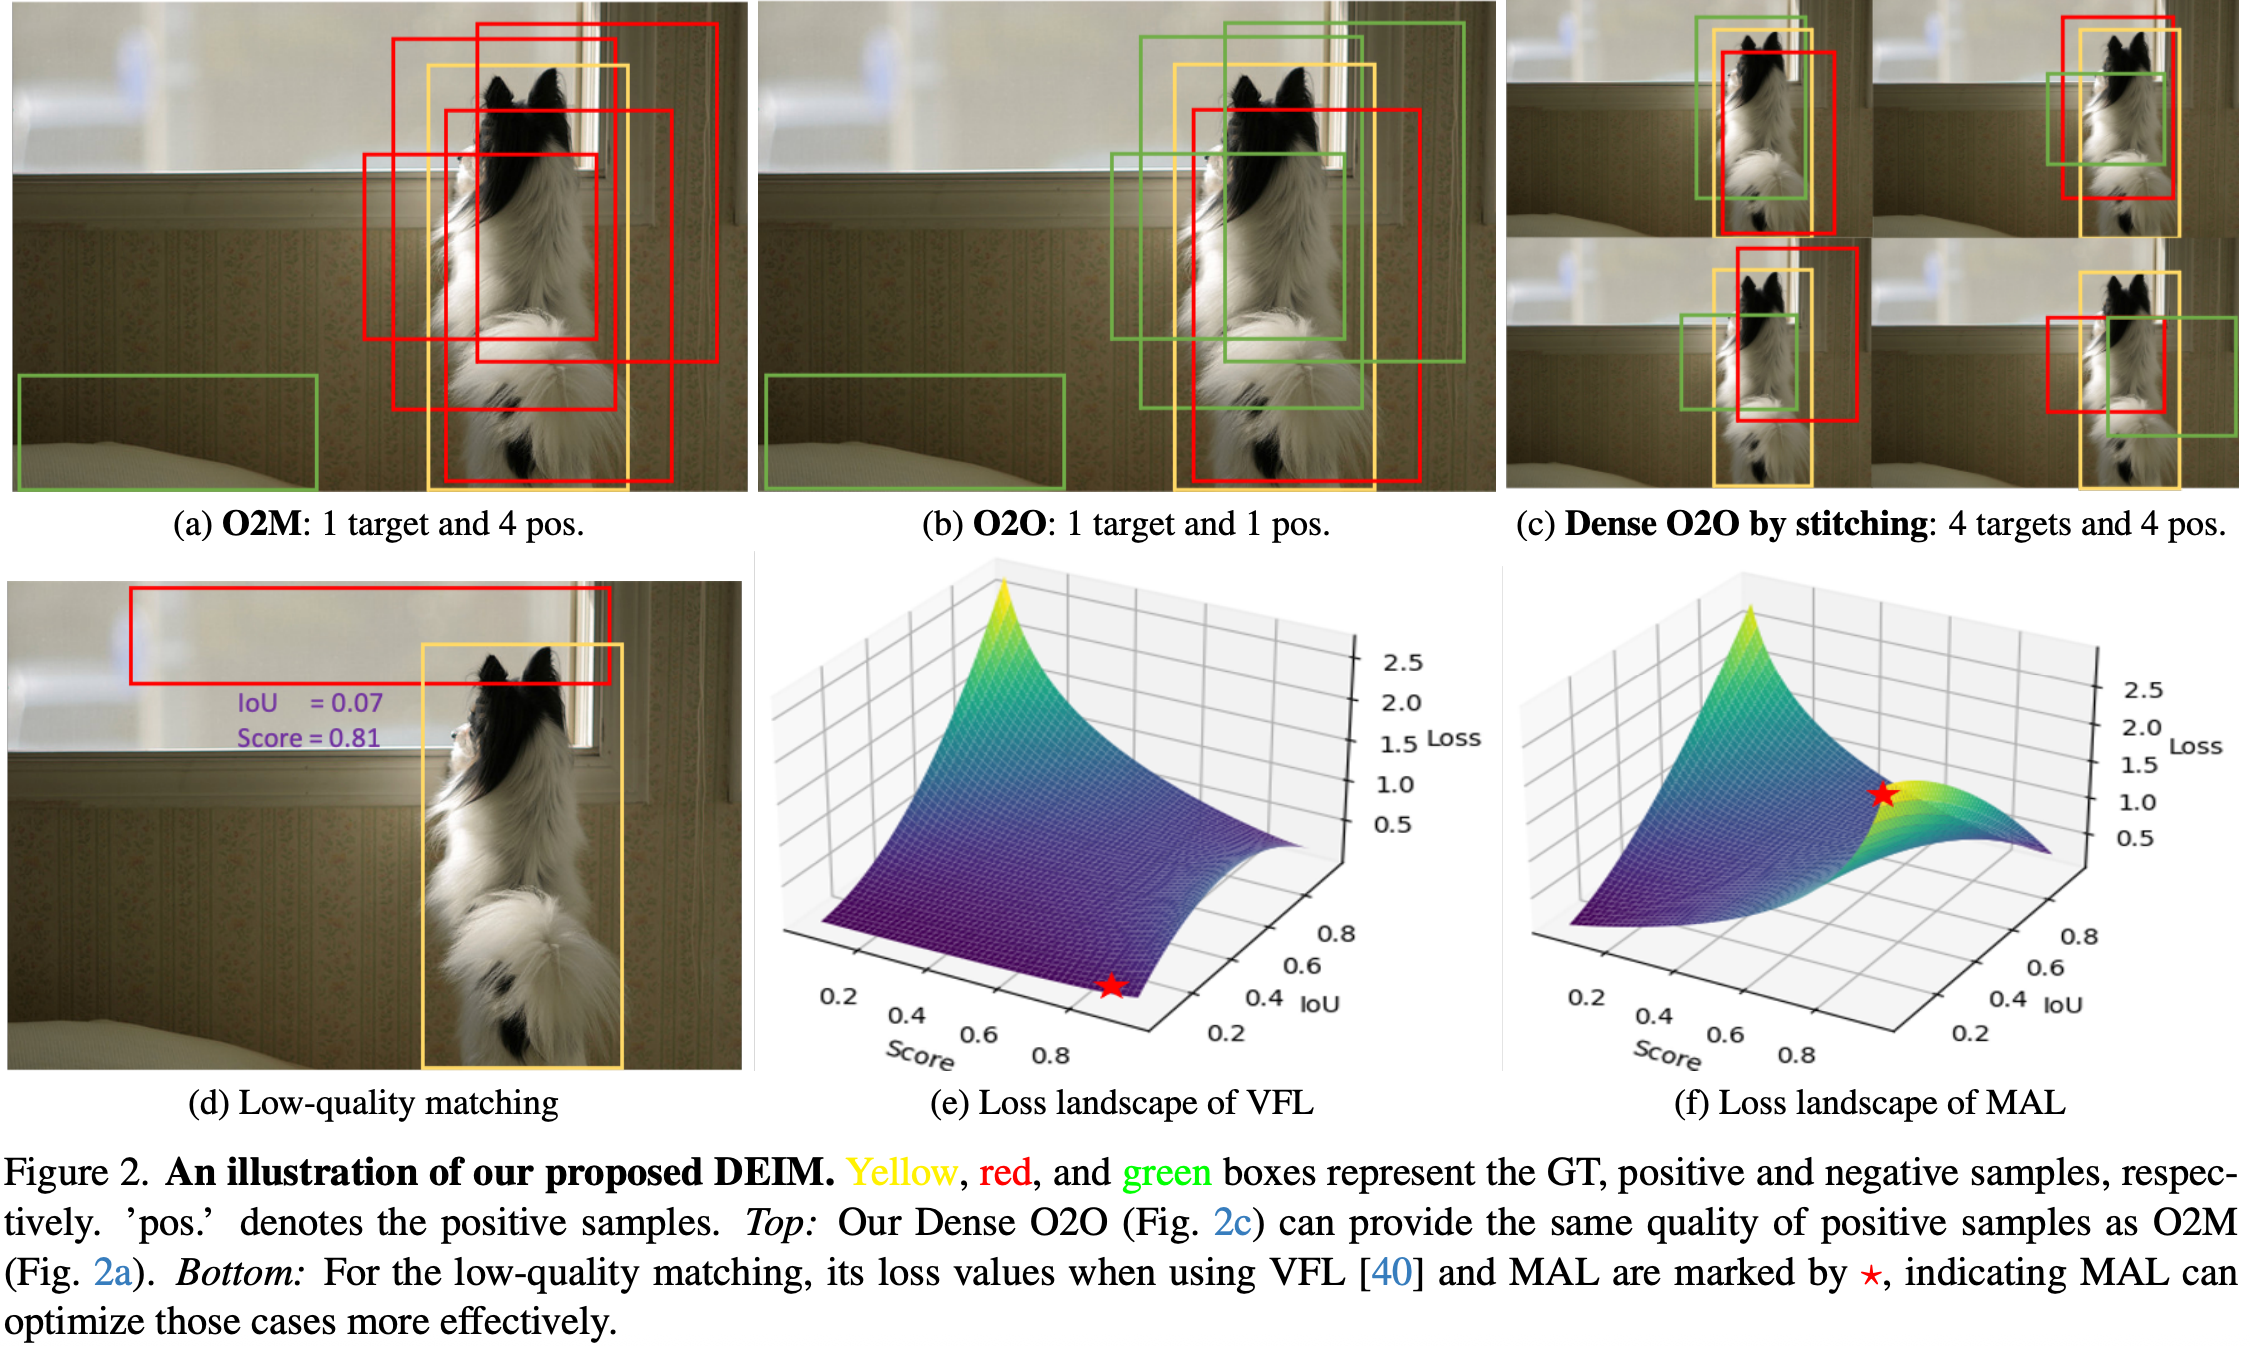 (a) O2M: 1 target and 4 pos.
(b) O2O: 1 target and 1 pos.
(c) Dense O2O by stitching: 4 targets and 4 pos.
IoU = 0.07
Score = 0.81
2.5
2.0
1.5
Loss
1.0
0.5
0.8
0.6
0.4
IoU
0.2
0.2
0.4
0.6
0.8
Score
2.5
2.0
1.5
Loss
1.0
0.5
0.8
0.6
0.4
IoU
0.2
0.2
0.4
0.6
0.8
Score
(d) Low-quality matching
(e) Loss landscape of VFL
(f) Loss landscape of MAL
Figure 2. An illustration of our proposed DEIM. Yellow, red, and green boxes represent the GT, positive and negative samples, respec-
tively. ’pos.’ denotes the positive samples. Top: Our Dense O2O (Fig. 2c) can provide the same quality of positive samples as O2M
(Fig. 2a). Bottom: For the low-quality matching, its loss values when using VFL [40] and MAL are marked by ⋆, indicating MAL can
optimize those cases more effectively.